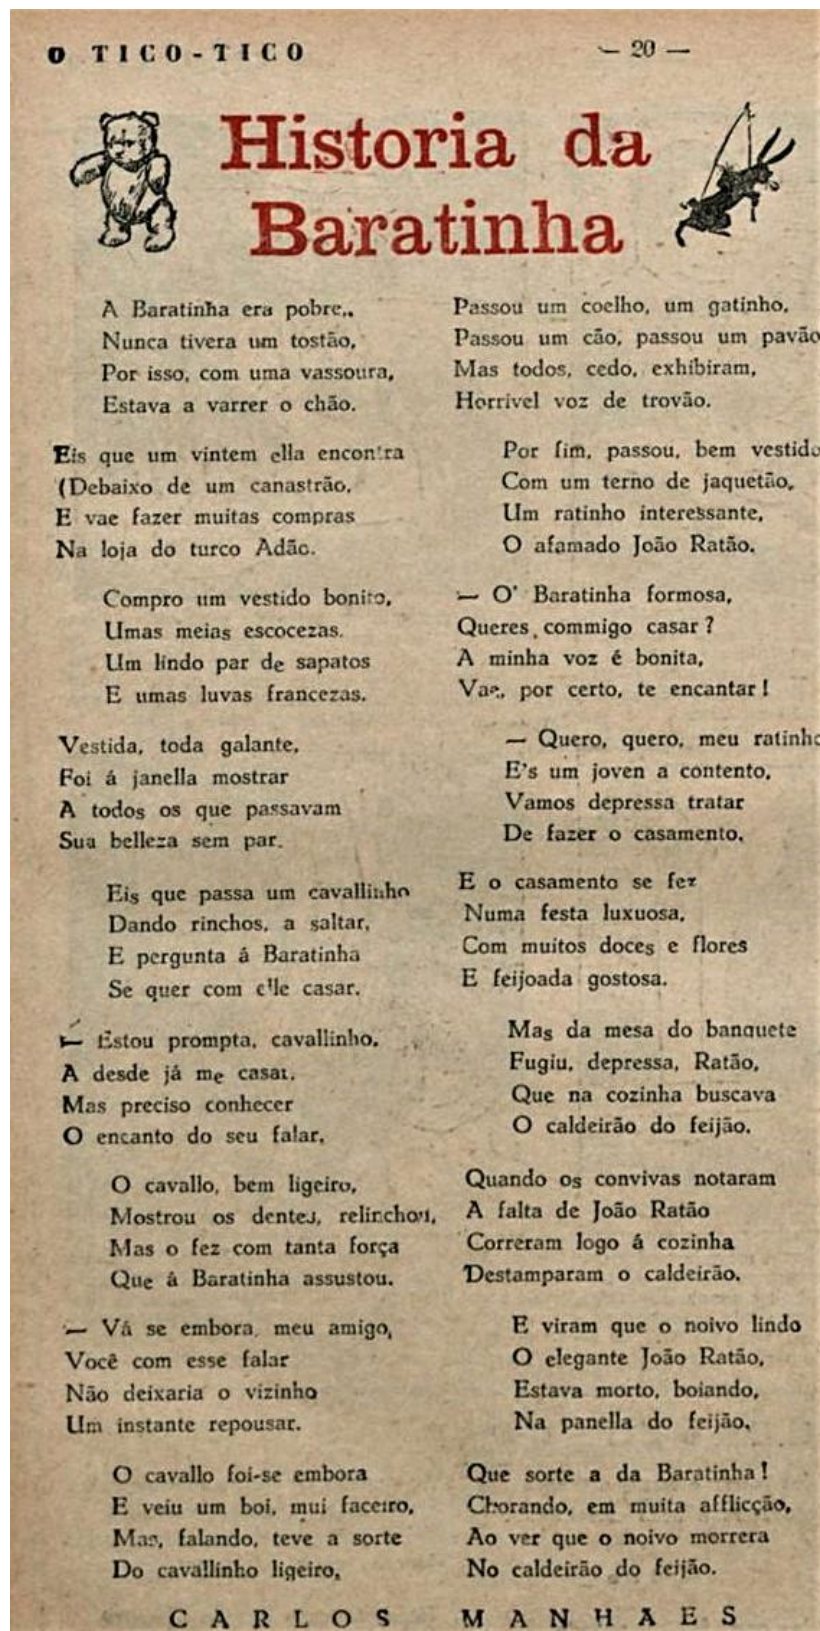 O TICO-TICO
— 20 —
Historia da
Baratinha
A Baratinha era pobre,.
Nunca tivera um tostão,
Por isso, com uma vassoura,
Estava a varrer o chão.
Eis que um vintem ella encontra
(Debaixo de um canastrão,
E vae fazer muitas compras
Na loja do turco Adão.
Compro um vestido bonito,
Umas meias escocezas.
Um lindo par de sapatos
E umas luvas francezas.
Vestida, toda galante,
Foi á janella mostrar
A todos os que passavam
Sua belleza sem par.
Eis que passa um cavallinho
Dando rinchos, a saltar,
E pergunta á Baratinha
Se quer com elle casar.
— Estou prompta, cavallinho,
A desde já me casar,
Mas preciso conhecer
O encanto do seu falar,
O cavallo, bem ligeiro,
Mostrou os dentes, relinchou,
Mas o fez com tanta força
Que á Baratinha assustou.
— Vá se embora, meu amigo,
Você com esse falar
Não deixaria o vizinho
Um instante repousar.
O cavallo foi-se embora
E veiu um boi, mui faceiro,
Mas, falando, teve a sorte
Do cavallinho ligeiro,
Passou um coelho, um gatinho,
Passou um cão, passou um pavão
Mas todos, cedo, exhibiram,
Horrivel voz de trovão.
Por fim, passou, bem vestido
Com um terno de jaquetão,
Um ratinho interessante,
O afamado João Ratão.
— O' Baratinha formosa,
Queres commigo casar?
A minha voz é bonita,
Vae, por certo, te encantar!
— Quero, quero, meu ratinho
E's um joven a contento,
Vamos depressa tratar
De fazer o casamento.
E o casamento se fez
Numa festa luxuosa,
Com muitos doces e flores
E feijoada gostosa.
Mas da mesa do banquete
Fugiu, depressa, Ratão,
Que na cozinha buscava
O caldeirão do feijão.
Quando os convivas notaram
A falta de João Ratão
Correram logo á cozinha
Destamparam o caldeirão.
E viram que o noivo lindo
O elegante João Ratão,
Estava morto, boiando,
Na panella do feijão.
Que sorte a da Baratinha!
Chorando, em muita afflicção,
Ao ver que o noivo morrera
No caldeirão do feijão.
CARLOS MANHAES